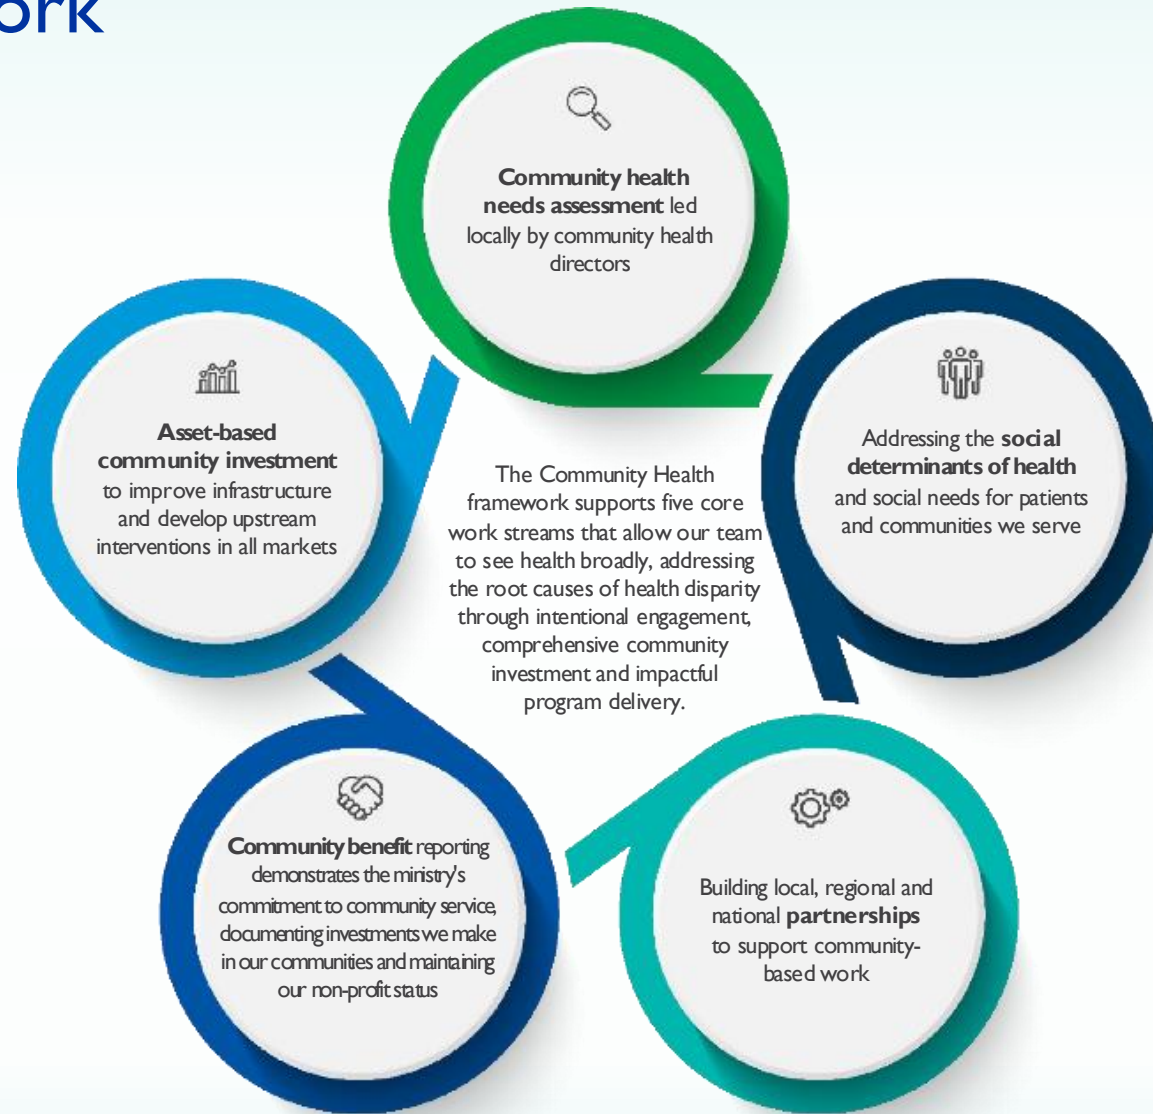 Community health
needs assessment led
locally by community health
directors
Asset-based
community investment
to improve infrastructure
and develop upstream
interventions in all markets
Addressing the social
determinants of health
and social needs for patients
and communities we serve
The Community Health
framework supports five core
work streams that allow our team
to see health broadly, addressing
the root causes of health disparity
through intentional engagement,
comprehensive community
investment and impactful
program delivery.
Community benefit reporting
demonstrates the ministry's
commitment to community service,
documenting investments we make
in our communities and maintaining
our non-profit status
Building local, regional and
national partnerships
to support community-
based work